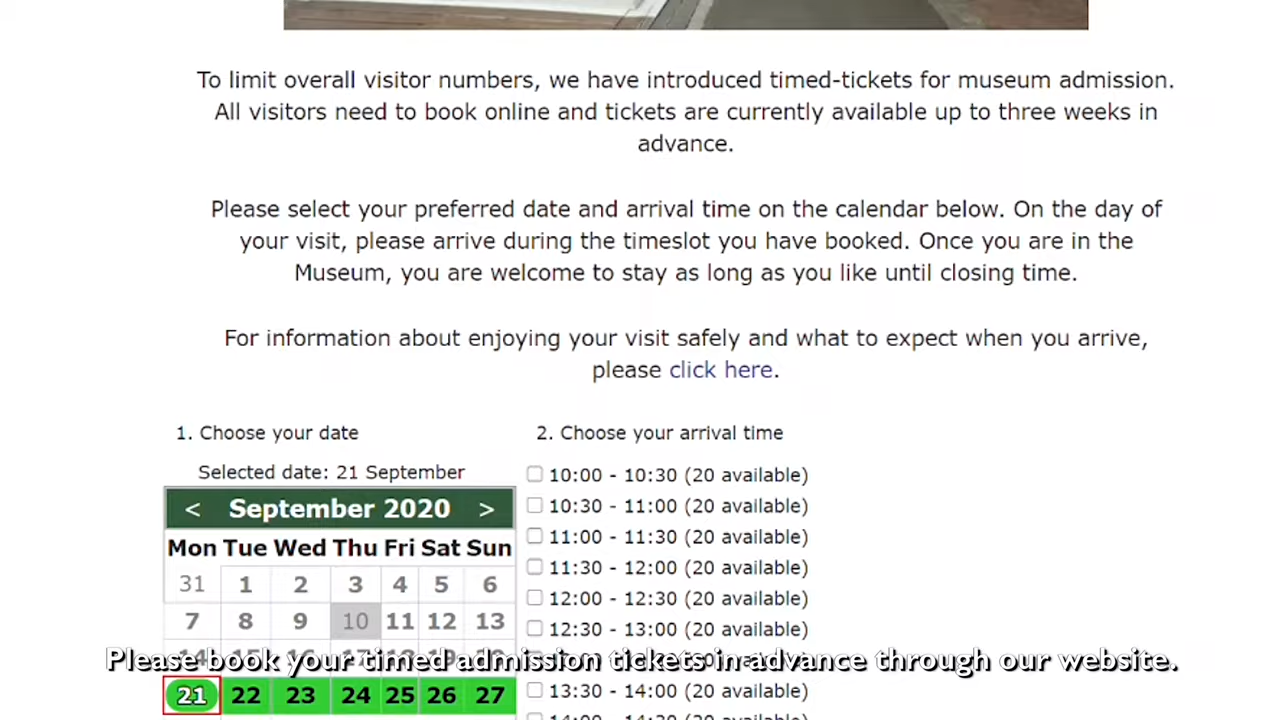 To limit overall visitor numbers, we have introduced timed-tickets for museum admission.
All visitors need to book online and tickets are currently available up to three weeks in
advance.
Please select your preferred date and arrival time on the calendar below. On the day of
your visit, please arrive during the timeslot you have booked. Once you are in the
Museum, you are welcome to stay as long as you like until closing time.
For information about enjoying your visit safely and what to expect when you arrive,
please click here.
1. Choose your date
Selected date: 21 September
< September 2020 >
Mon Tue Wed Thu Fri Sat Sun
31 1 2 3 4 5 6
7 8 9 10 11 12 13
21 22 23 24 25 26 27
2. Choose your arrival time
10:00 - 10:30 (20 available)
10:30 - 11:00 (20 available)
11:00 - 11:30 (20 available)
11:30 - 12:00 (20 available)
12:00 - 12:30 (20 available)
12:30 - 13:00 (20 available)
13:30 - 14:00 (20 available)
Please book your timed admission tickets in advance through our website.